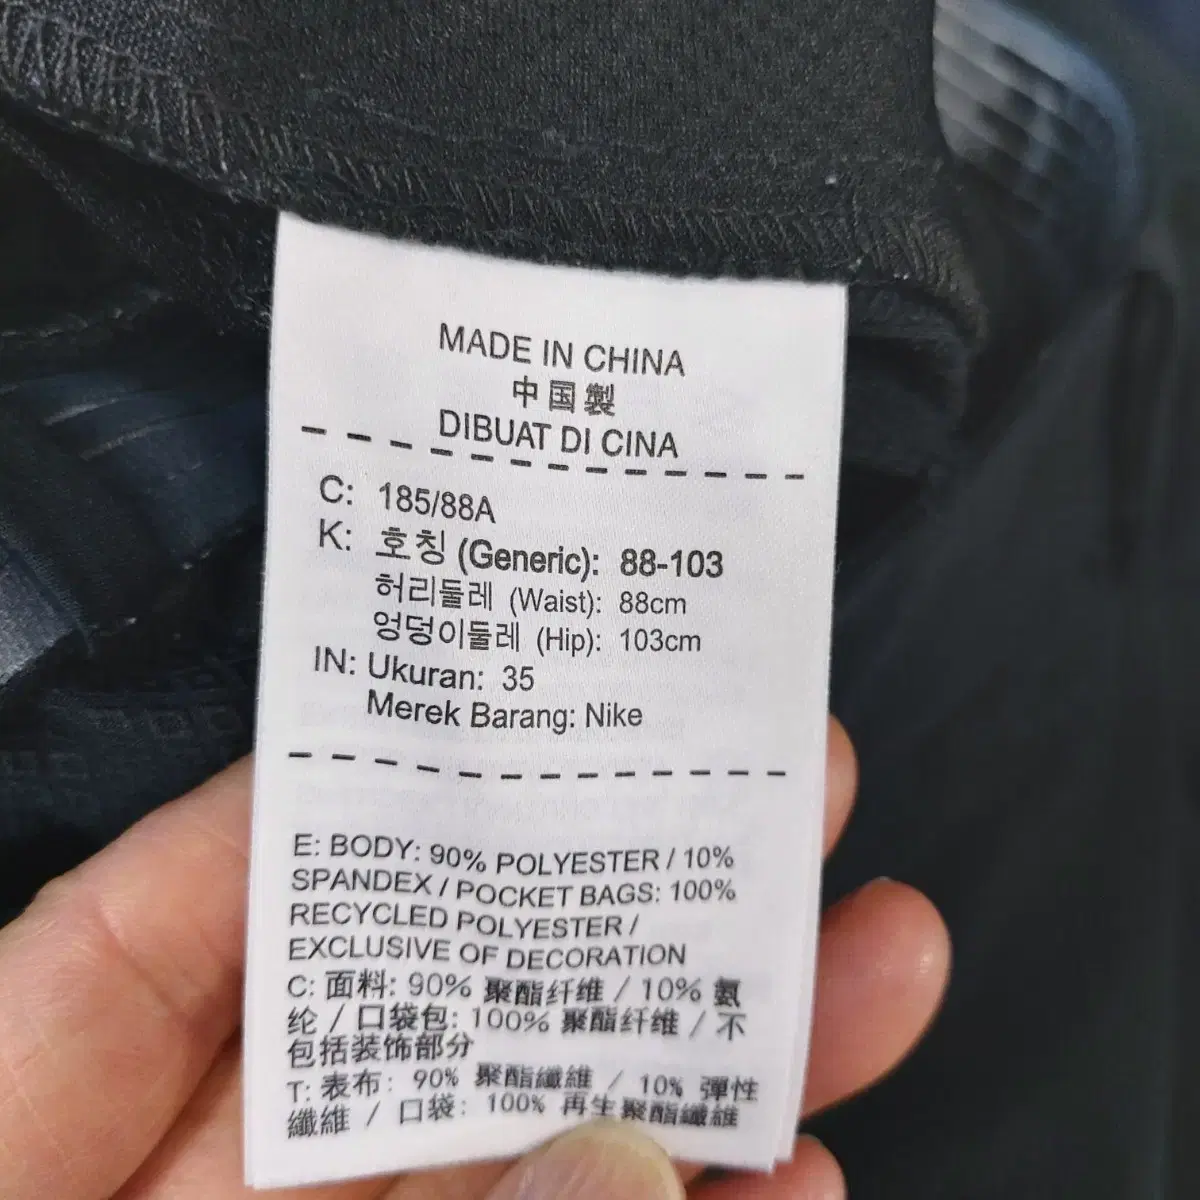 MADE IN CHINA
中国製
DIBUAT DI CINA
C: 185/88A
K: 호칭 (Generic): 88-103
허리둘레 (Waist): 88cm
엉덩이둘레 (Hip): 103cm
IN: Ukuran: 35
Merek Barang: Nike
E: BODY: 90% POLYESTER / 10%
SPANDEX / POCKET BAGS: 100%
RECYCLED POLYESTER /
EXCLUSIVE OF DECORATION
C: 面料: 90% 聚酯纤维 / 10% 氨
纶 / 口袋包: 100% 聚酯纤维 / 不
包括装饰部分
T: 表布: 90% 聚酯纖維 / 10% 彈性
纖維 / 口袋: 100% 再生聚酯纖維